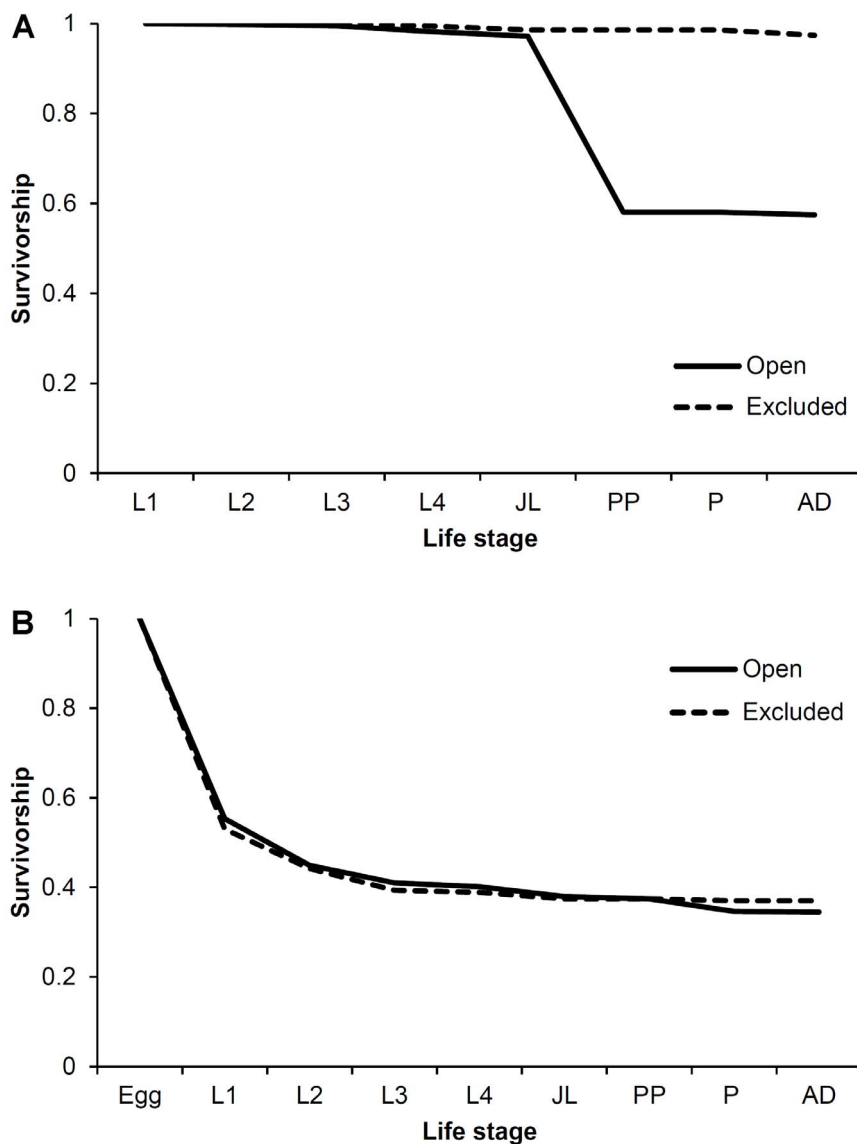 A
1
0.8
0.6
0.4
0.2
0
Survivorship
Open
Excluded
L1 L2 L3 L4 JL PP P AD
Life stage
B
1
0.8
0.6
0.4
0.2
0
Survivorship
Open
Excluded
Egg L1 L2 L3 L4 JL PP P AD
Life stage